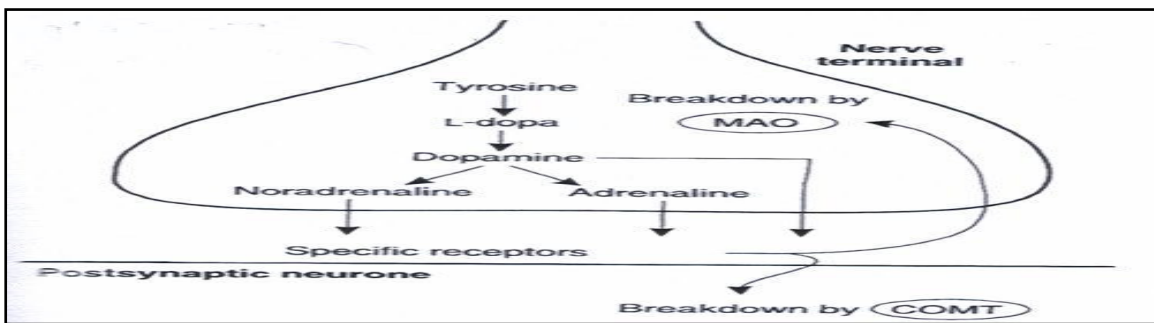 Nerve
terminal
Tyrosine
Breakdown by
MAO
L-dopa
Dopamine
Noradrenaline
Adrenaline
Specific receptors
Postsynaptic neurone
Breakdown by COMT